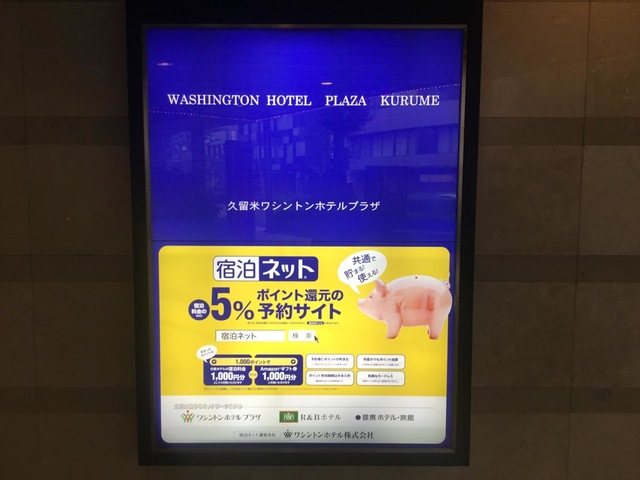 WASHINGTON HOTEL PLAZA KURUME
久留米ワシントンホテルプラザ
宿泊ネット
共通で
貯まる!
使える!
宿泊
料金の
5%
ポイント還元の
予約サイト
宿泊ネット 検索
1,000ポイントで
1,000円分
Amazonギフト券
1,000円分
ワシントンホテルプラザ
R&Bホテル
●提携ホテル・旅館
宿泊ネット運営会社 ワシントンホテル株式会社